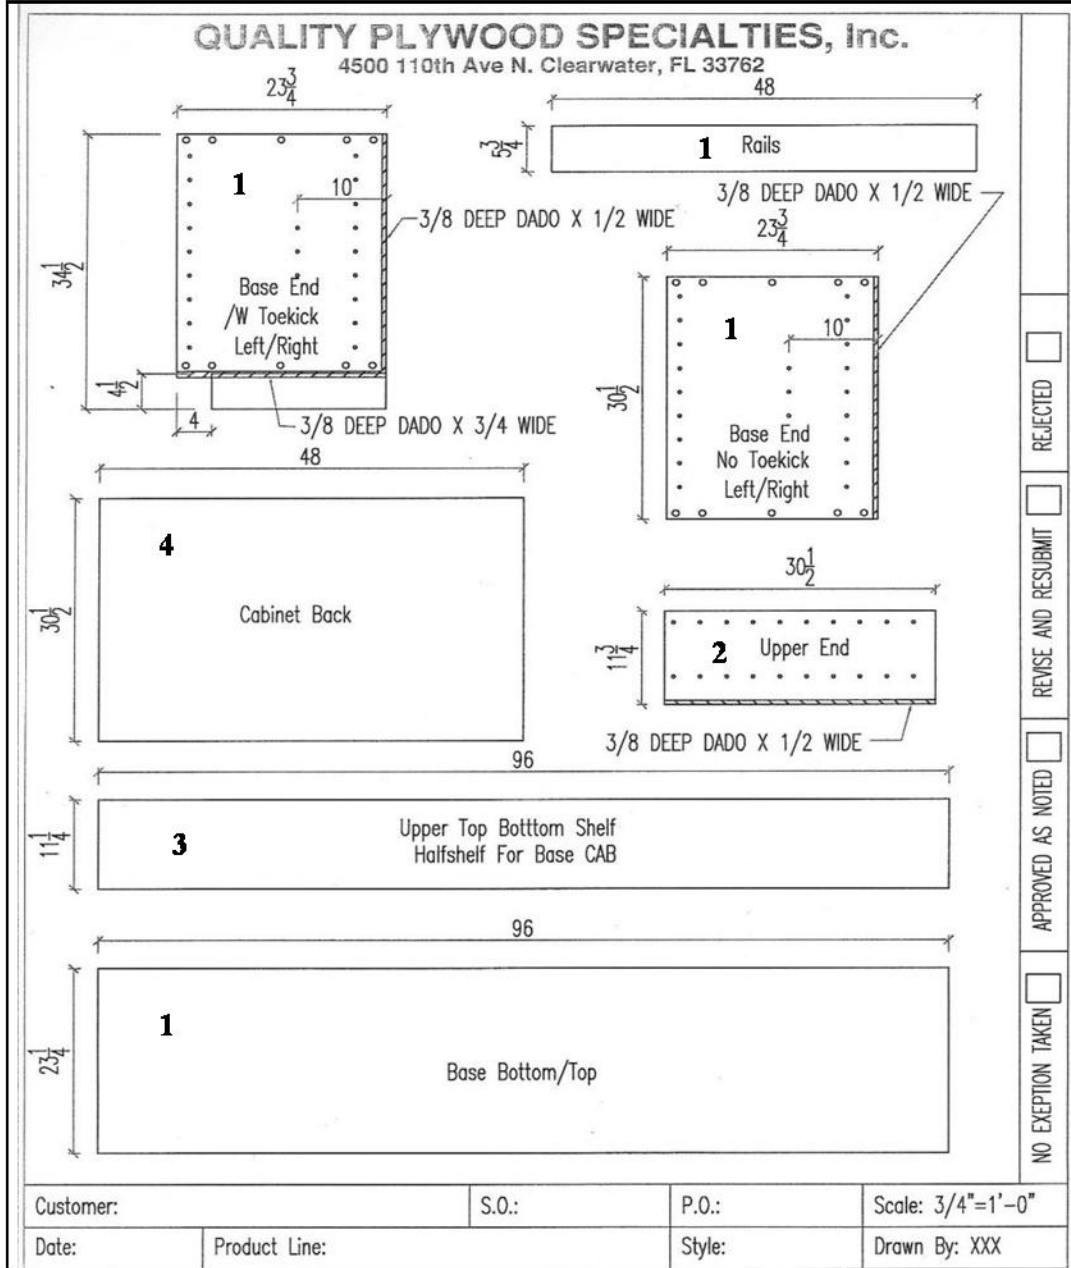 QUALITY PLYWOOD SPECIALTIES, Inc.
4500 110th Ave N. Clearwater, FL 33762
23 3/4
48
5 3/4
1 Rails
3/8 DEEP DADO X 1/2 WIDE
34 1/2
1
10"
3/8 DEEP DADO X 1/2 WIDE
Base End
/W Toekick
Left/Right
4 1/2
4
3/8 DEEP DADO X 3/4 WIDE
23 3/4
30 1/2
1
10"
Base End
No Toekick
Left/Right
48
30 1/2
4
Cabinet Back
30 1/2
11 3/4
2 Upper End
3/8 DEEP DADO X 1/2 WIDE
96
11 1/4
3
Upper Top Botttom Shelf
Halfshelf For Base CAB
96
23 1/4
1
Base Bottom/Top
REJECTED
REVISE AND RESUBMIT
APPROVED AS NOTED
NO EXEPTION TAKEN
Customer:
S.O.:
P.O.:
Scale: 3/4"=1'-0"
Date:
Product Line:
Style:
Drawn By: XXX